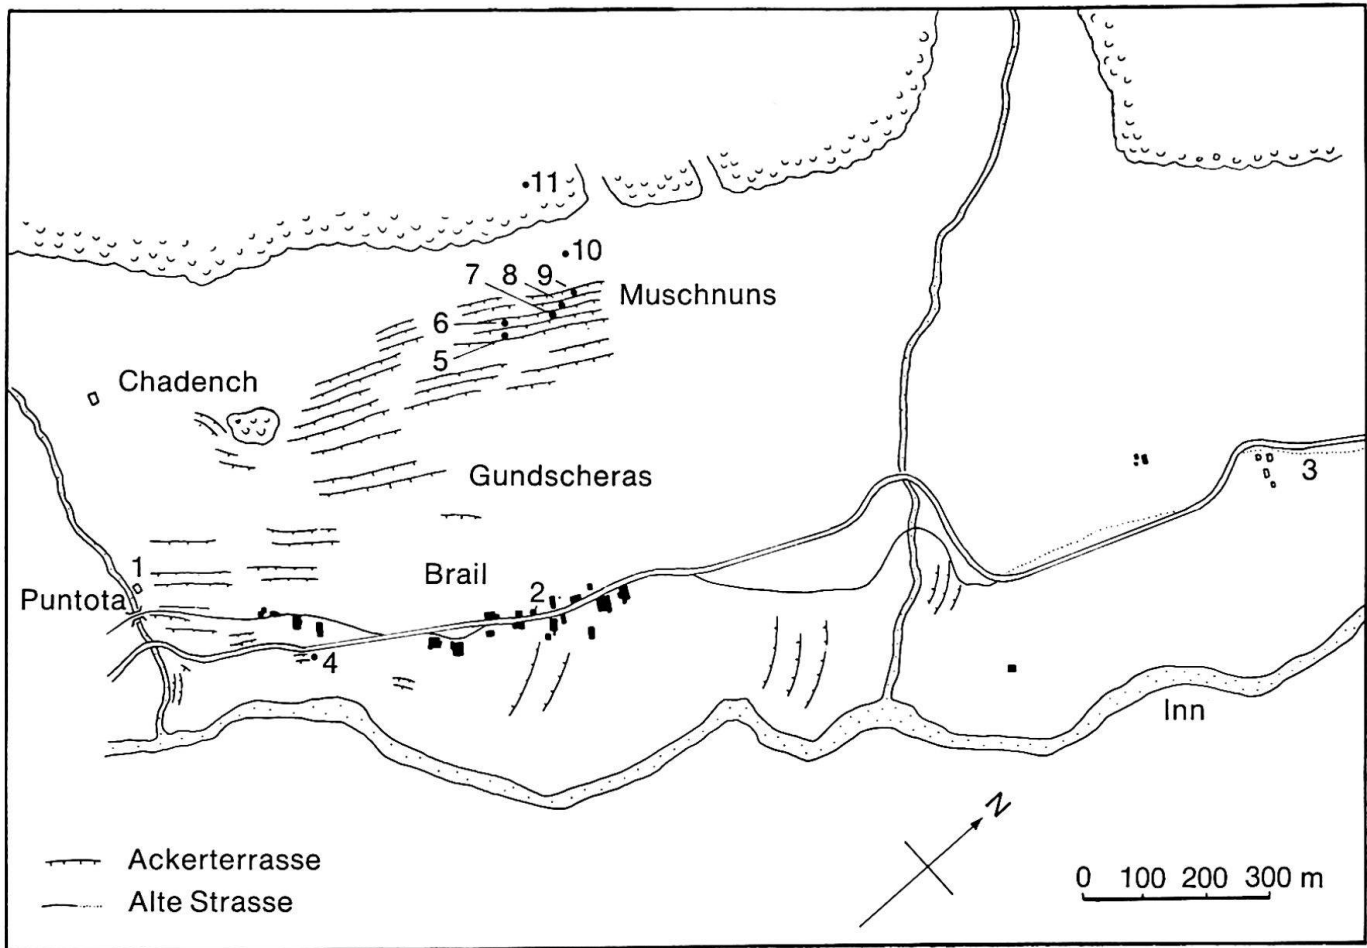 11
10
7 8 9
Muschnuns
6
5
Chadench
Gundscheras
3
1
Brail
Puntota
2
4
Inn
N
Ackerterrasse
Alte Strasse
0 100 200 300 m